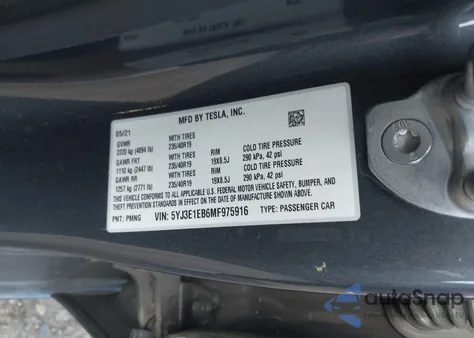 MFD BY TESLA, INC.
05/21
GVWR WITH TIRES
2320 kg (4094 lb) 235/40R19 RIM COLD TIRE PRESSURE
GAWR FRT WITH TIRES 19X8.5J 290 kPa, 42 psi
1110 kg (2447 lb) 235/40R19 RIM COLD TIRE PRESSURE
GAWR RR WITH TIRES 19X8.5J 290 kPa, 42 psi
1257 kg (2771 lb) 235/40R19
THIS VEHICLE CONFORMS TO ALL APPLICABLE U.S. FEDERAL MOTOR VEHICLE SAFETY, BUMPER, AND
THEFT PREVENTION STANDARDS IN EFFECT ON THE DATE OF MANUFACTURE SHOWN ABOVE.
PNT: PMNG VIN: 5YJ3E1EB6MF975916 TYPE: PASSENGER CAR
autoSnap